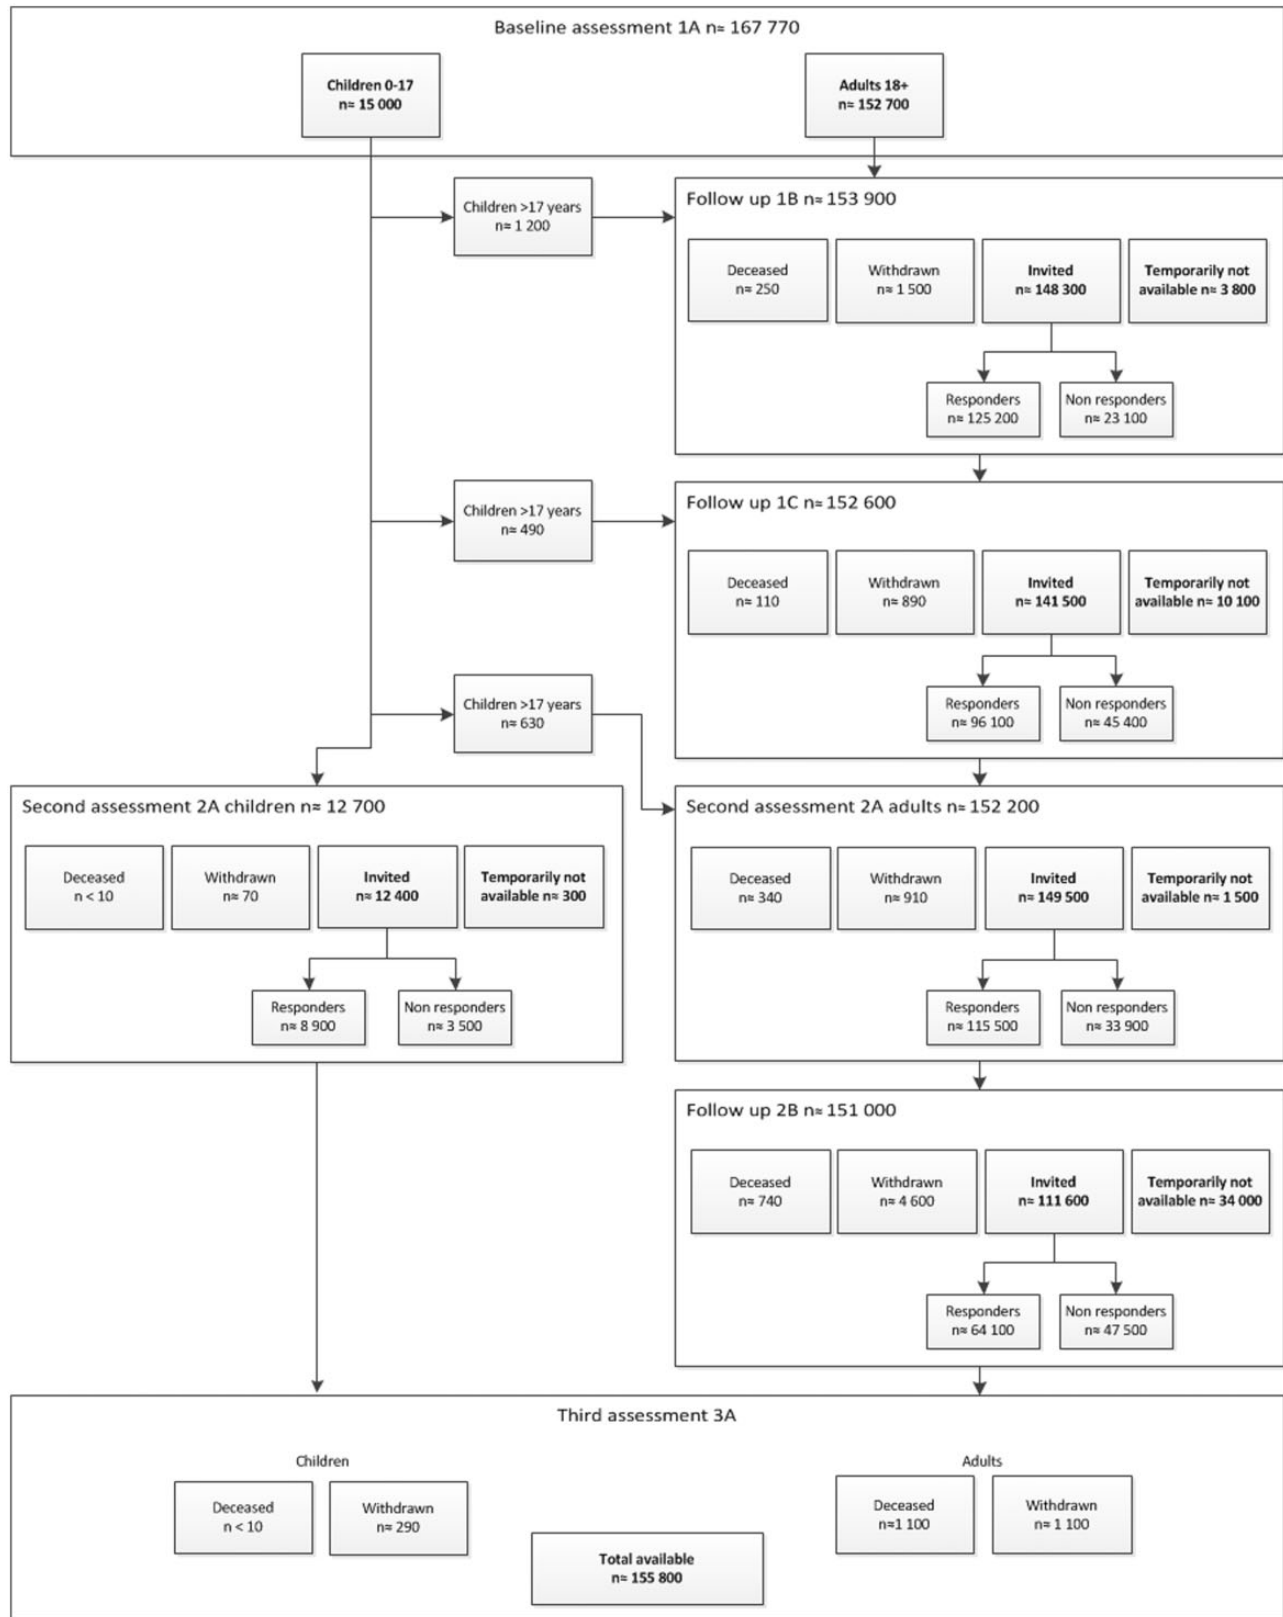 Baseline assessment 1A n≈ 167 770
Children 0-17
n≈ 15 000
Adults 18+
n≈ 152 700
Children >17 years
n≈ 1 200
Follow up 1B n≈ 153 900
Deceased
n≈ 250
Withdrawn
n≈ 1 500
Invited
n≈ 148 300
Temporarily not
available n≈ 3 800
Responders
n≈ 125 200
Non responders
n≈ 23 100
Children >17 years
n≈ 490
Follow up 1C n≈ 152 600
Deceased
n≈ 110
Withdrawn
n≈ 890
Invited
n≈ 141 500
Temporarily not
available n≈ 10 100
Responders
n≈ 96 100
Non responders
n≈ 45 400
Children >17 years
n≈ 630
Second assessment 2A children n≈ 12 700
Deceased
n < 10
Withdrawn
n≈ 70
Invited
n≈ 12 400
Temporarily not
available n≈ 300
Responders
n≈ 8 900
Non responders
n≈ 3 500
Second assessment 2A adults n≈ 152 200
Deceased
n≈ 340
Withdrawn
n≈ 910
Invited
n≈ 149 500
Temporarily not
available n≈ 1 500
Responders
n≈ 115 500
Non responders
n≈ 33 900
Follow up 2B n≈ 151 000
Deceased
n≈ 740
Withdrawn
n≈ 4 600
Invited
n≈ 111 600
Temporarily not
available n≈ 34 000
Responders
n≈ 64 100
Non responders
n≈ 47 500
Third assessment 3A
Children
Deceased
n < 10
Withdrawn
n≈ 290
Adults
Deceased
n≈1 100
Withdrawn
n≈ 1 100
Total available
n≈ 155 800